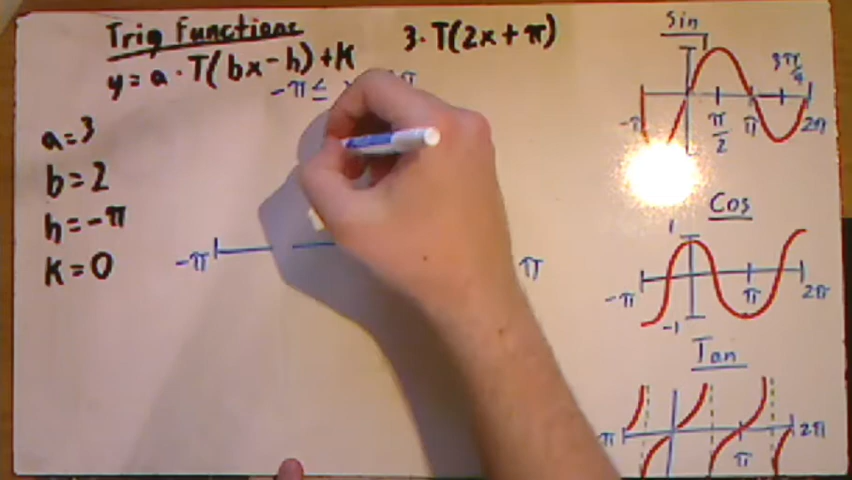 Trig Functions
3·T(2x+π)
y=a·T(bx-h)+K
-π≤
a=3
b=2
h=-π
K=0
-π
π
Sin
1
-π
π/2
π
3π/4
2π
Cos
1
-π
π
2π
-1
Tan
π
π
2π